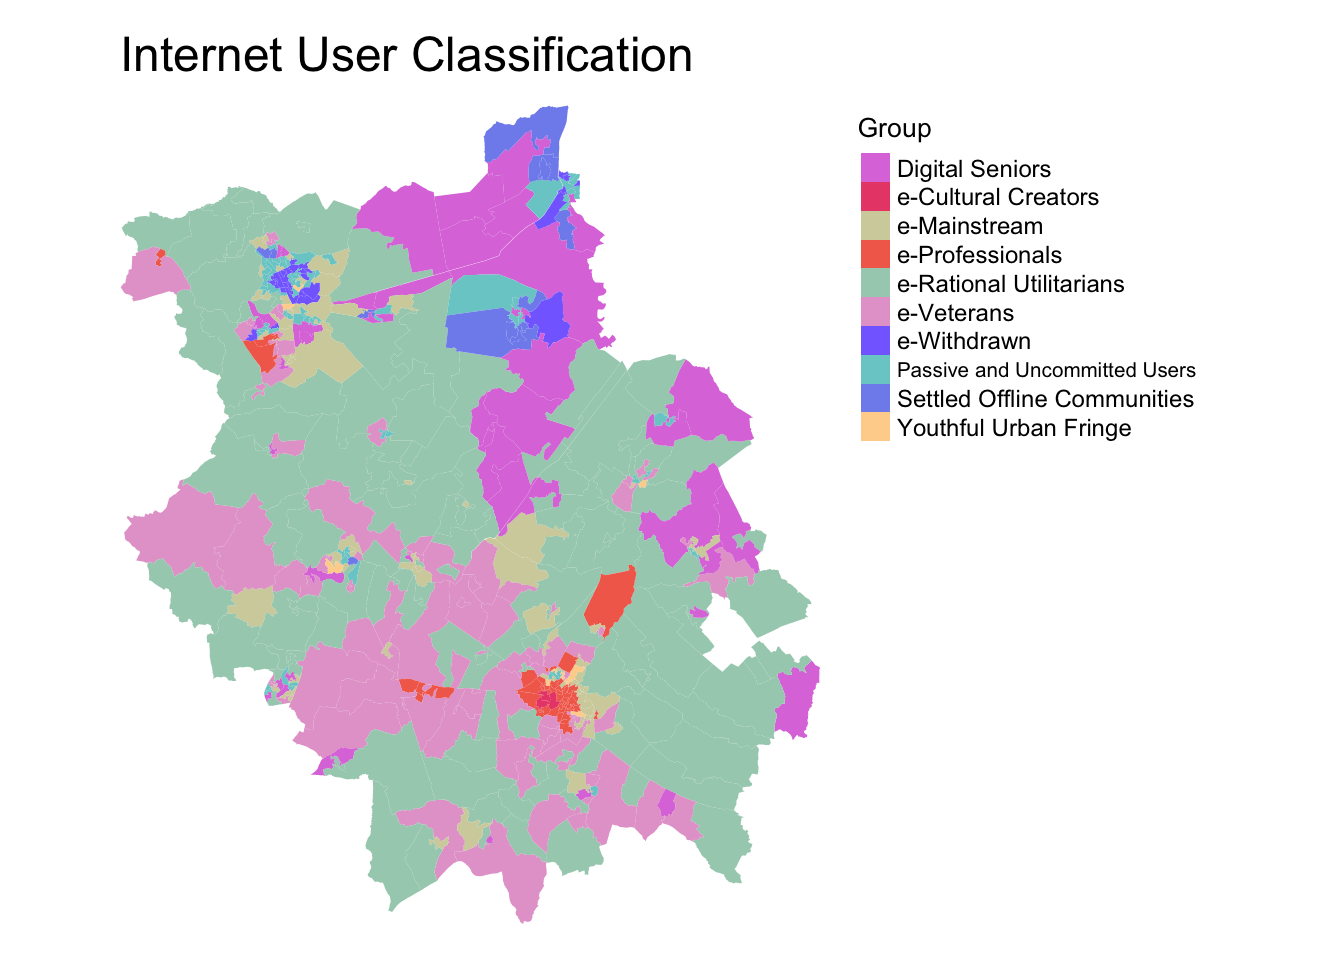 Internet User Classification
Group
Digital Seniors
e-Cultural Creators
e-Mainstream
e-Professionals
e-Rational Utilitarians
e-Veterans
e-Withdrawn
Passive and Uncommitted Users
Settled Offline Communities
Youthful Urban Fringe